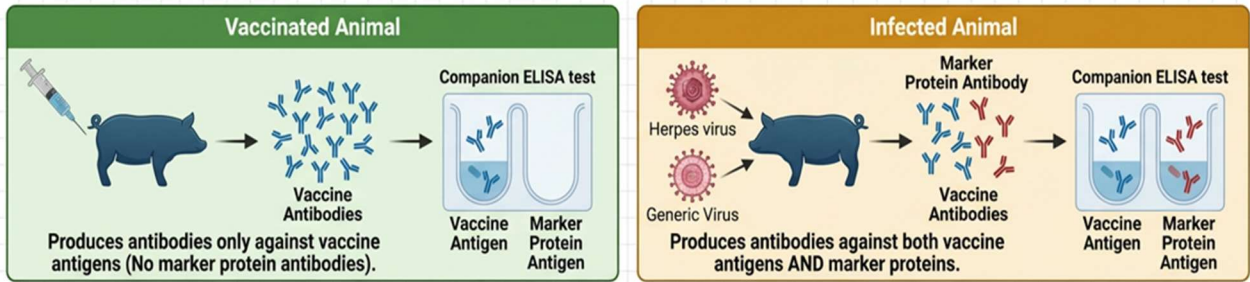 Vaccinated Animal
Companion ELISA test
Vaccine
Antibodies
Vaccine
Antigen
Marker
Protein
Antigen
Produces antibodies only against vaccine
antigens (No marker protein antibodies).
Infected Animal
Herpes virus
Generic Virus
Marker
Protein Antibody
Vaccine
Antibodies
Companion ELISA test
Vaccine
Antigen
Marker
Protein
Antigen
Produces antibodies against both vaccine
antigens AND marker proteins.